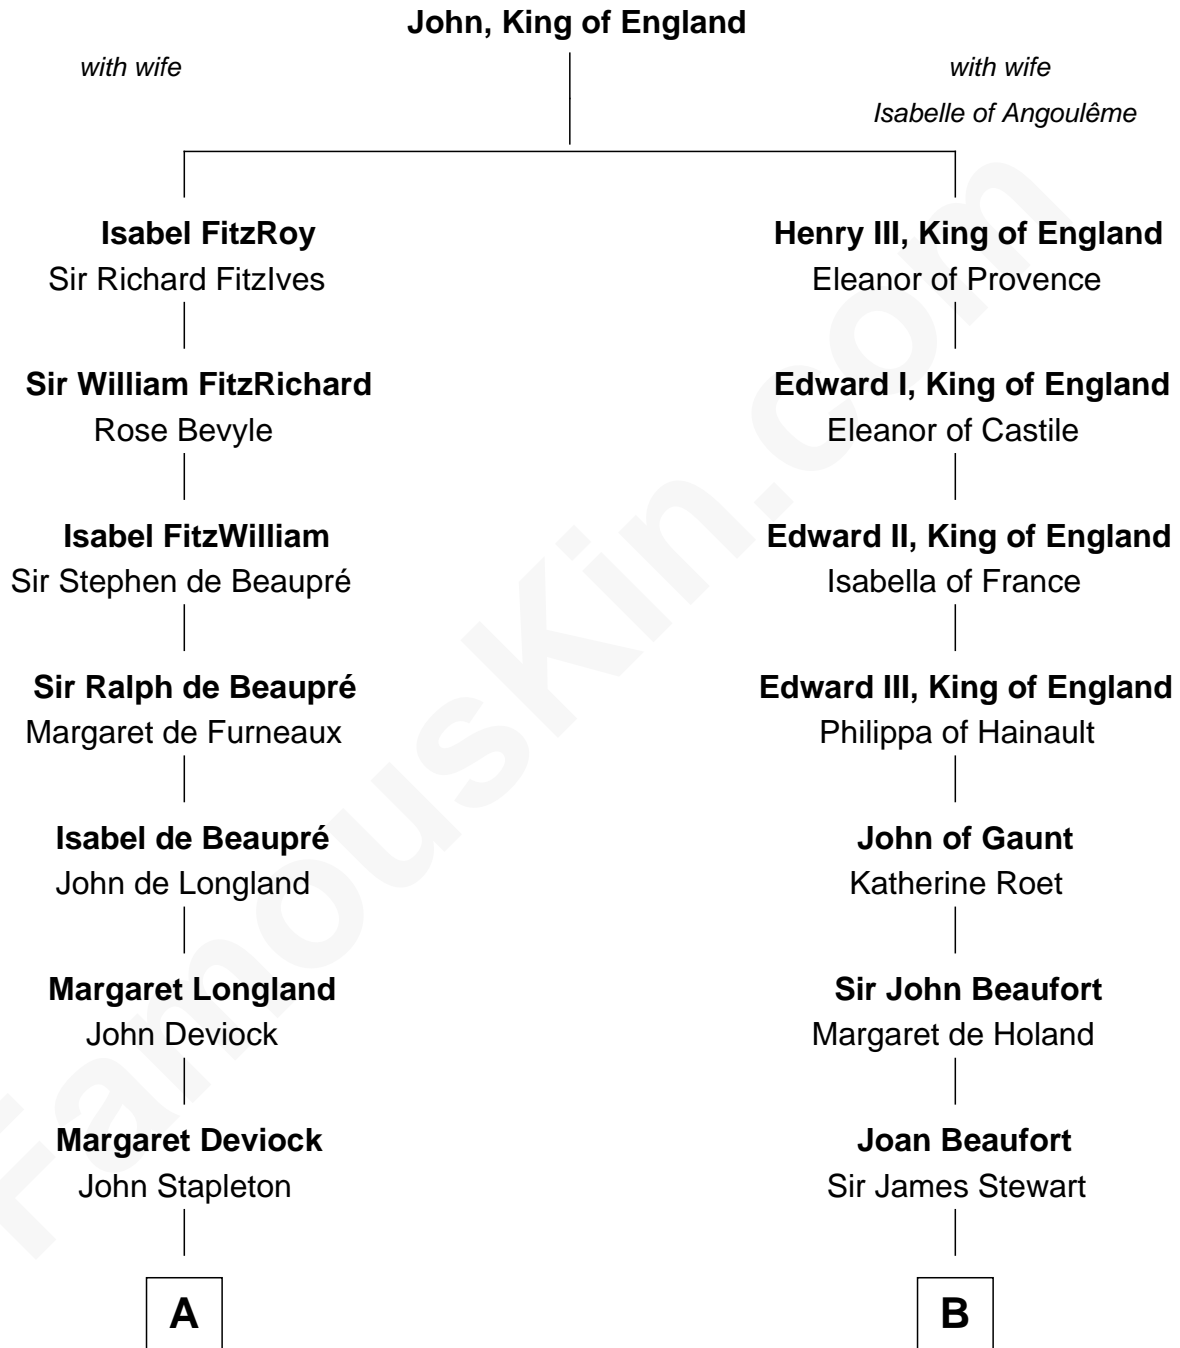 John, King of England
with wife
with wife
Isabelle of Angoulême
Isabel FitzRoy
Sir Richard FitzIves
Henry III, King of England
Eleanor of Provence
Sir William FitzRichard
Rose Bevyle
Edward I, King of England
Eleanor of Castile
Isabel FitzWilliam
Sir Stephen de Beaupré
Edward II, King of England
Isabella of France
Sir Ralph de Beaupré
Margaret de Furneaux
Edward III, King of England
Philippa of Hainault
Isabel de Beaupré
John de Longland
John of Gaunt
Katherine Roet
Margaret Longland
John Deviock
Sir John Beaufort
Margaret de Holand
Margaret Deviock
John Stapleton
Joan Beaufort
Sir James Stewart
A
B
FamousKin.com